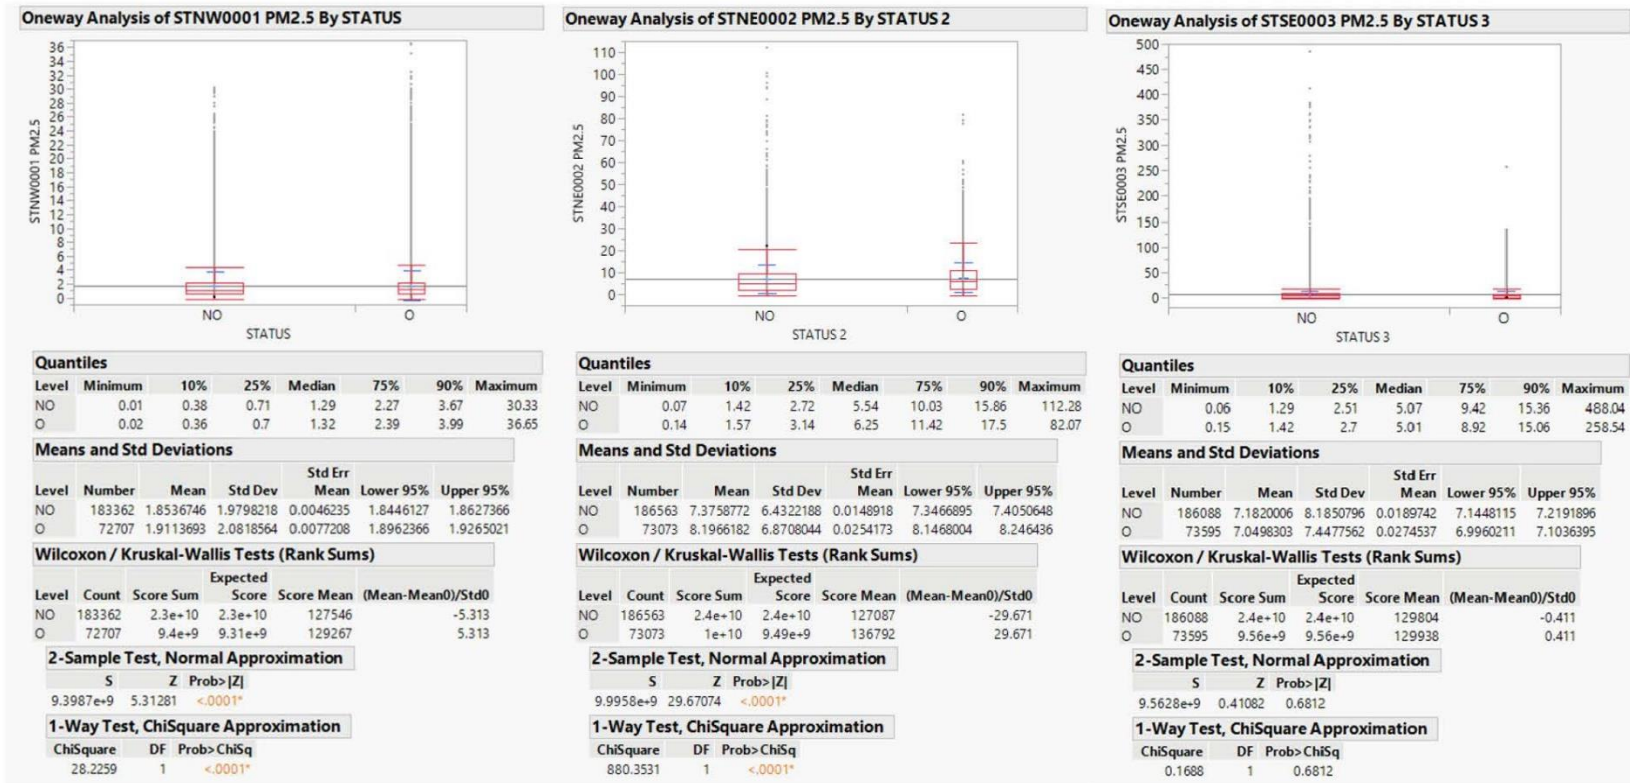 Oneway Analysis of STNW0001 PM2.5 By STATUS
36
34
32
30
28
26
24
22
20
18
16
14
12
10
8
6
4
2
0
STNW0001 PM2.5
NO O
STATUS
Quantiles
Level Minimum 10% 25% Median 75% 90% Maximum
NO 0.01 0.38 0.71 1.29 2.27 3.67 30.33
O 0.02 0.36 0.7 1.32 2.39 3.99 36.65
Means and Std Deviations
Std Err
Level Number Mean Std Dev Mean Lower 95% Upper 95%
NO 183362 1.8536746 1.9798218 0.0046235 1.8446127 1.8627366
O 72707 1.9113693 2.0818564 0.0077208 1.8962366 1.9265021
Wilcoxon / Kruskal-Wallis Tests (Rank Sums)
Expected
Level Count Score Sum Score Score Mean (Mean-Mean0)/Std0
NO 183362 2.3e+10 2.3e+10 127546 -5.313
O 72707 9.4e+9 9.31e+9 129267 5.313
2-Sample Test, Normal Approximation
S Z Prob>|Z|
9.3987e+9 5.31281 <.0001*
1-Way Test, ChiSquare Approximation
ChiSquare DF Prob>ChiSq
28.2259 1 <.0001*
Oneway Analysis of STNE0002 PM2.5 By STATUS 2
110
100
90
80
70
60
50
40
30
20
10
0
STNE0002 PM2.5
NO O
STATUS 2
Quantiles
Level Minimum 10% 25% Median 75% 90% Maximum
NO 0.07 1.42 2.72 5.54 10.03 15.86 112.28
O 0.14 1.57 3.14 6.25 11.42 17.5 82.07
Means and Std Deviations
Std Err
Level Number Mean Std Dev Mean Lower 95% Upper 95%
NO 186563 7.3758772 6.4322188 0.0148918 7.3466895 7.4050648
O 73073 8.1966182 6.8708044 0.0254173 8.1468004 8.246436
Wilcoxon / Kruskal-Wallis Tests (Rank Sums)
Expected
Level Count Score Sum Score Score Mean (Mean-Mean0)/Std0
NO 186563 2.4e+10 2.4e+10 127087 -29.671
O 73073 1e+10 9.49e+9 136792 29.671
2-Sample Test, Normal Approximation
S Z Prob>|Z|
9.9958e+9 29.67074 <.0001*
1-Way Test, ChiSquare Approximation
ChiSquare DF Prob>ChiSq
880.3531 1 <.0001*
Oneway Analysis of STSE0003 PM2.5 By STATUS 3
500
450
400
350
300
250
200
150
100
50
0
STSE0003 PM2.5
NO O
STATUS 3
Quantiles
Level Minimum 10% 25% Median 75% 90% Maximum
NO 0.06 1.29 2.51 5.07 9.42 15.36 488.04
O 0.15 1.42 2.7 5.01 8.92 15.06 258.54
Means and Std Deviations
Std Err
Level Number Mean Std Dev Mean Lower 95% Upper 95%
NO 186088 7.1820006 8.1850796 0.0189742 7.1448115 7.2191896
O 73595 7.0498303 7.4477562 0.0274537 6.9960211 7.1036395
Wilcoxon / Kruskal-Wallis Tests (Rank Sums)
Expected
Level Count Score Sum Score Score Mean (Mean-Mean0)/Std0
NO 186088 2.4e+10 2.4e+10 129804 -0.411
O 73595 9.56e+9 9.56e+9 129938 0.411
2-Sample Test, Normal Approximation
S Z Prob>|Z|
9.5628e+9 0.41082 0.6812
1-Way Test, ChiSquare Approximation
ChiSquare DF Prob>ChiSq
0.1688 1 0.6812